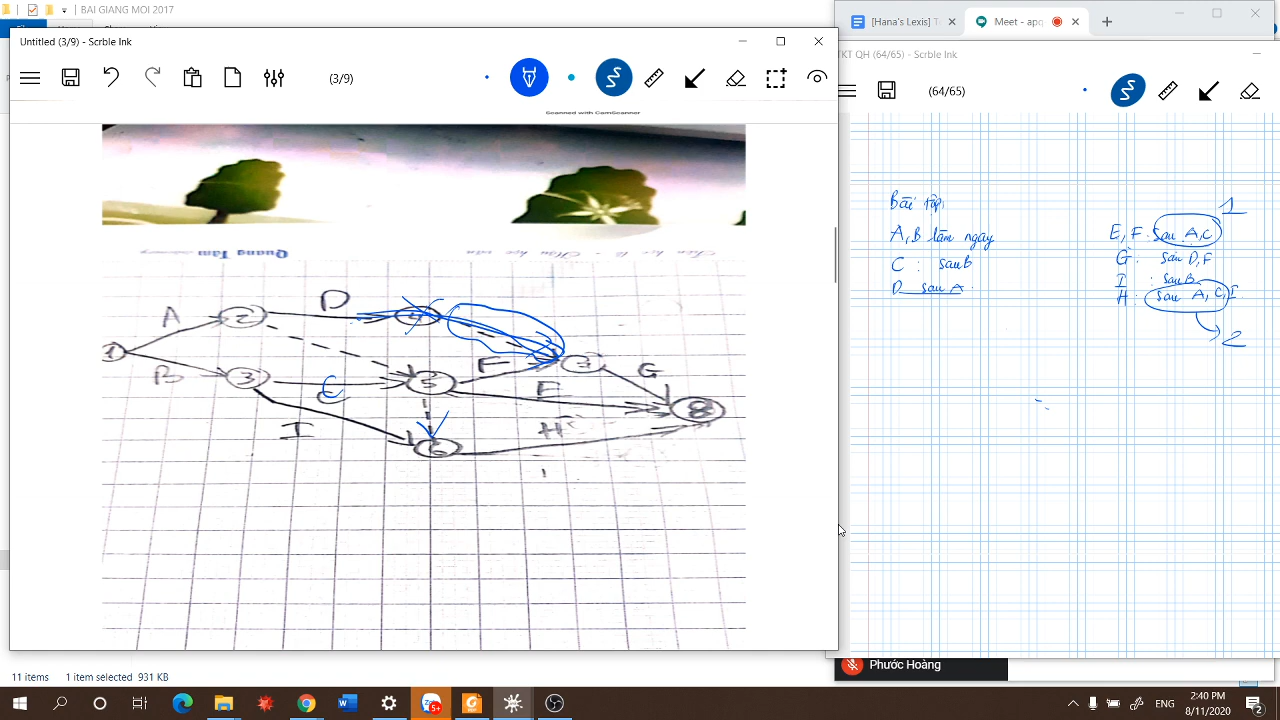 BAI GIANG MOI 2017
Untitled (3/9) - Scrble Ink
(3/9)
Scanned with CamScanner
Quang Tâm
A
B
C
D
E
F
G
H
I
1
2
3
4
5
6
7
8
[Hana's Lexis] T
Meet - apq
TKT QH (64/65) - Scrble Ink
(64/65)
Bài tập
A, B làm ngay
C : sau B
D sau A
E, F : sau A, C
1
G : sau D, F
I : sau B
H : sau A, C, I
2
Phước Hoàng
11 items 1 item selected 931 KB
5+
ENG
2:40 PM
8/11/2020
2